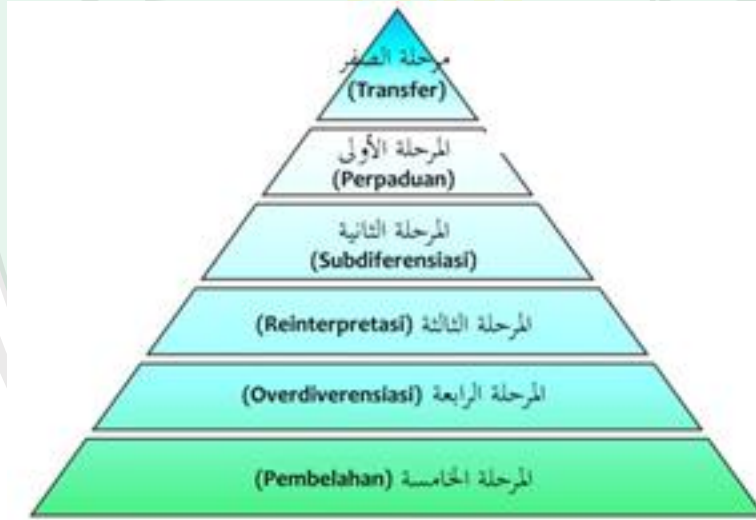 مرحلة الصفر
(Transfer)
المرحلة الأولى
(Perpaduan)
المرحلة الثانية
(Subdiferensiasi)
المرحلة الثالثة (Reinterpretasi)
المرحلة الرابعة (Overdiverensiasi)
المرحلة الخامسة (Pembelahan)